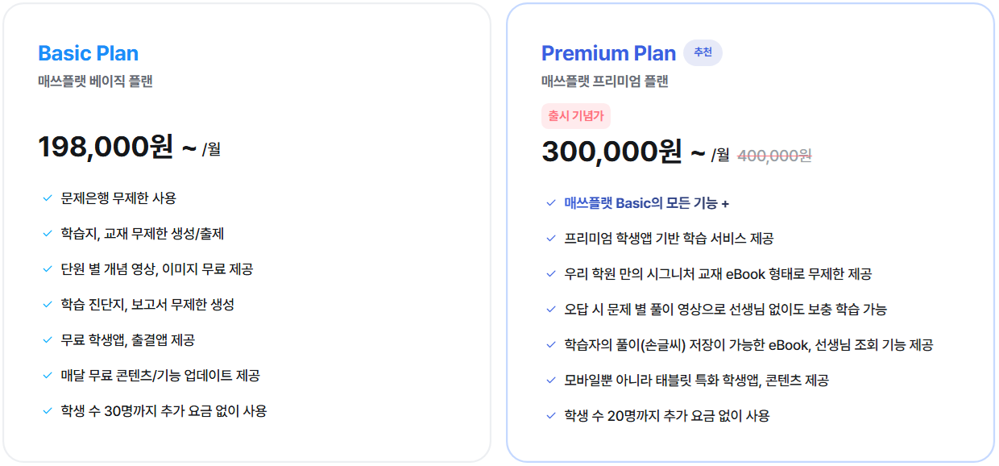 Basic Plan
매쓰플랫 베이직 플랜
198,000원 ~ /월
문제은행 무제한 사용
학습지, 교재 무제한 생성/출제
단원 별 개념 영상, 이미지 무료 제공
학습 진단지, 보고서 무제한 생성
무료 학생앱, 출결앱 제공
매달 무료 콘텐츠/기능 업데이트 제공
학생 수 30명까지 추가 요금 없이 사용
Premium Plan 추천
매쓰플랫 프리미엄 플랜
출시 기념가
300,000원 ~ /월 400,000원
매쓰플랫 Basic의 모든 기능 +
프리미엄 학생앱 기반 학습 서비스 제공
우리 학원 만의 시그니처 교재 eBook 형태로 무제한 제공
오답 시 문제 별 풀이 영상으로 선생님 없이도 보충 학습 가능
학습자의 풀이(손글씨) 저장이 가능한 eBook, 선생님 조회 기능 제공
모바일뿐 아니라 태블릿 특화 학생앱, 콘텐츠 제공
학생 수 20명까지 추가 요금 없이 사용